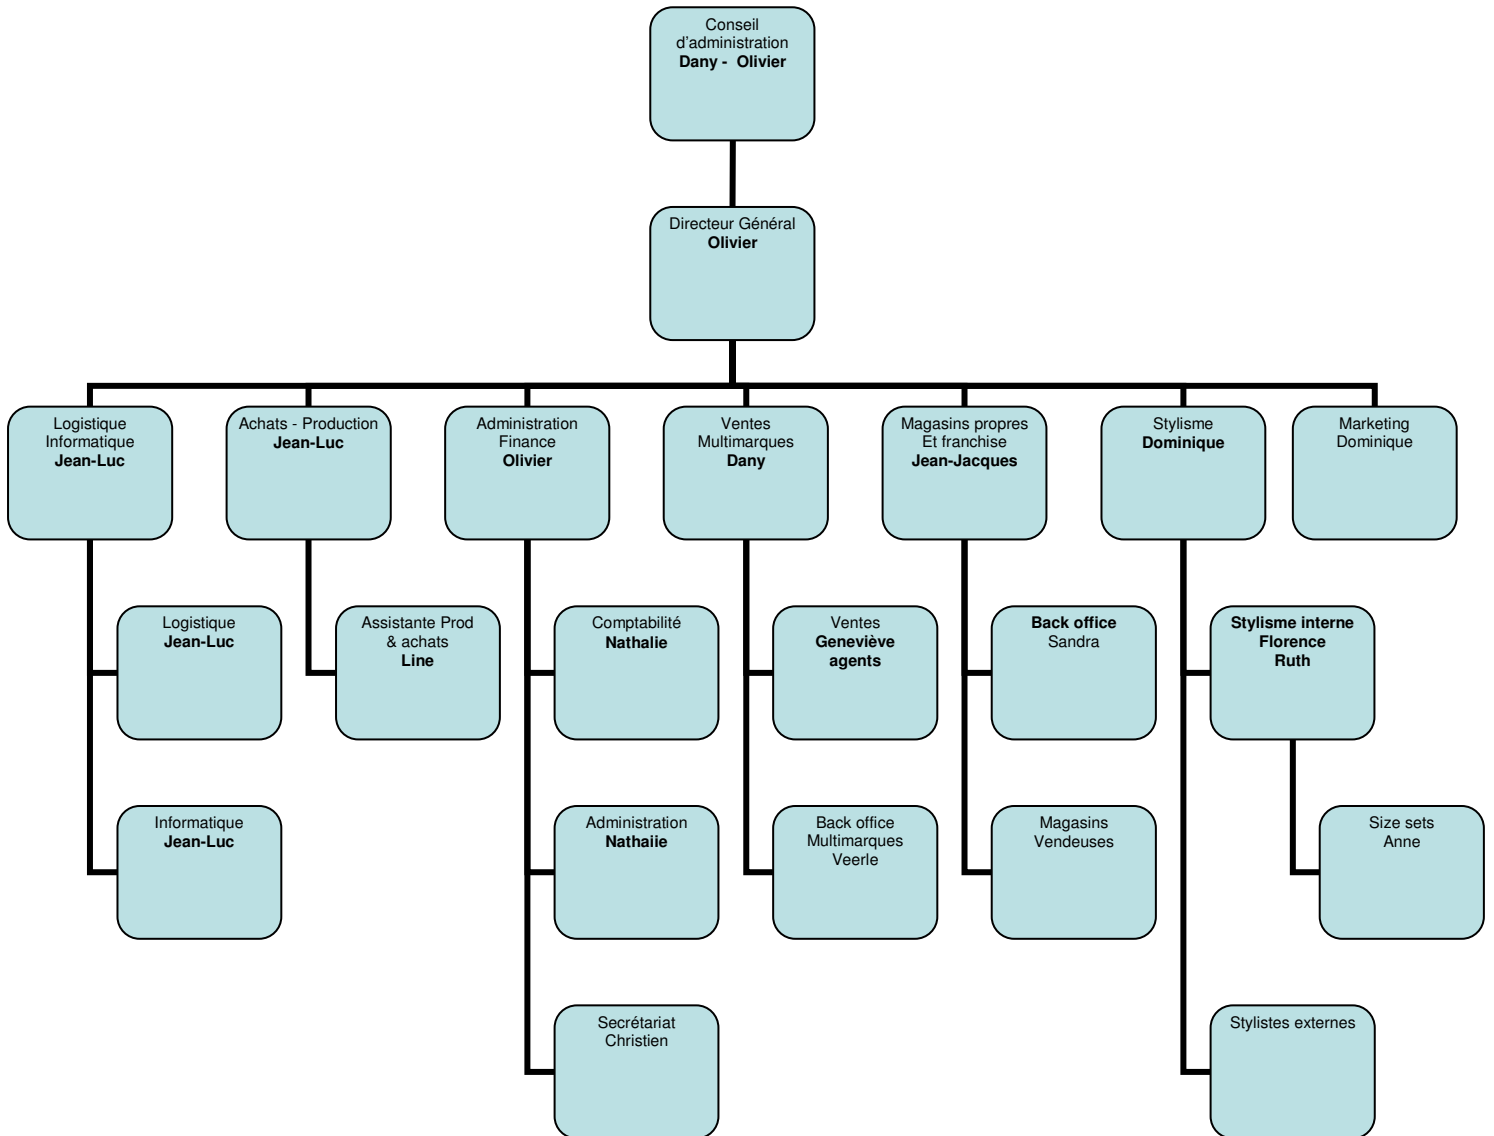 Conseil
d'administration
Dany - Olivier
Directeur Général
Olivier
Logistique
Informatique
Jean-Luc
Achats - Production
Jean-Luc
Administration
Finance
Olivier
Ventes
Multimarques
Dany
Magasins propres
Et franchise
Jean-Jacques
Stylisme
Dominique
Marketing
Dominique
Logistique
Jean-Luc
Assistante Prod
& achats
Line
Comptabilité
Nathalie
Ventes
Geneviève
agents
Back office
Sandra
Stylisme interne
Florence
Ruth
Informatique
Jean-Luc
Administration
Nathaiie
Back office
Multimarques
Veerle
Magasins
Vendeuses
Size sets
Anne
Secrétariat
Christien
Stylistes externes